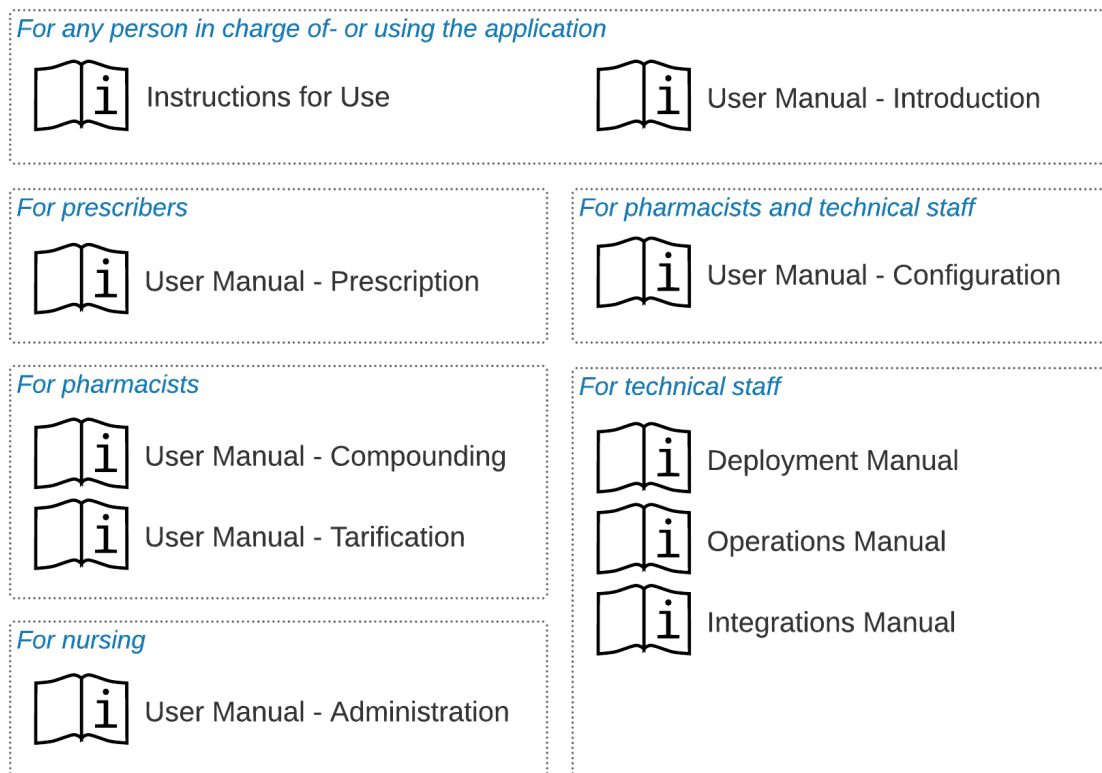 For any person in charge of- or using the application
Instructions for Use
User Manual - Introduction
For prescribers
User Manual - Prescription
For pharmacists and technical staff
User Manual - Configuration
For pharmacists
User Manual - Compounding
User Manual - Tarification
For technical staff
Deployment Manual
Operations Manual
Integrations Manual
For nursing
User Manual - Administration